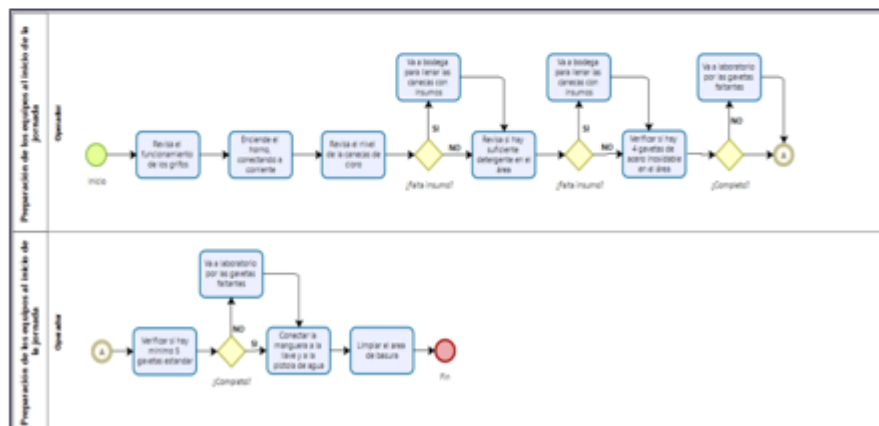 Preparación de los equipos al inicio de la
jornada
Operador
Inicio
Revisa el
funcionamiento
de los grifos
Enciende el
horno,
conectando a
corriente
Revisa el nivel
de la canecas de
cloro
¿Falta insumo?
SI
NO
Va a bodega
para llenar las
canecas con
insumos
Revisa si hay
suficiente
detergente en el
área
¿Falta insumo?
SI
NO
Va a bodega
para llenar las
canecas con
insumos
Verificar si hay
4 gavetas de
acero inoxidable
en el área
¿Completo?
NO
Va a laboratorio
por las gavetas
faltantes
A
Preparación de los equipos al inicio de
la jornada
Operador
A
Verificar si hay
mínimo 5
gavetas estandar
¿Completo?
NO
SI
Va a laboratorio
por las gavetas
faltantes
Conectar la
manguera a la
llave y a la
pistola de agua
Limpiar el area
de basura
Fin